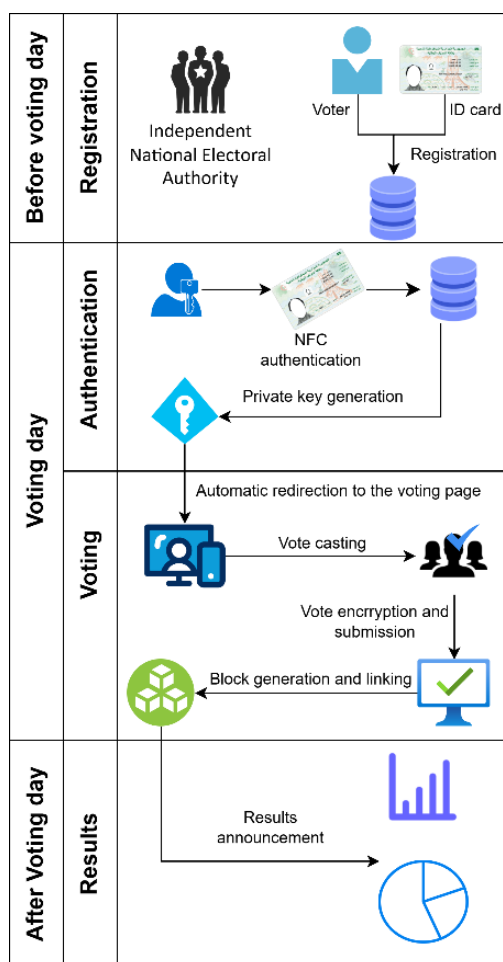 Before voting day
Registration
Independent
National Electoral
Authority
Voter
ID card
Registration
Voting day
Authentication
NFC
authentication
Private key generation
Voting
Automatic redirection to the voting page
Vote casting
Vote encrryption and
submission
Block generation and linking
After Voting day
Results
Results
announcement